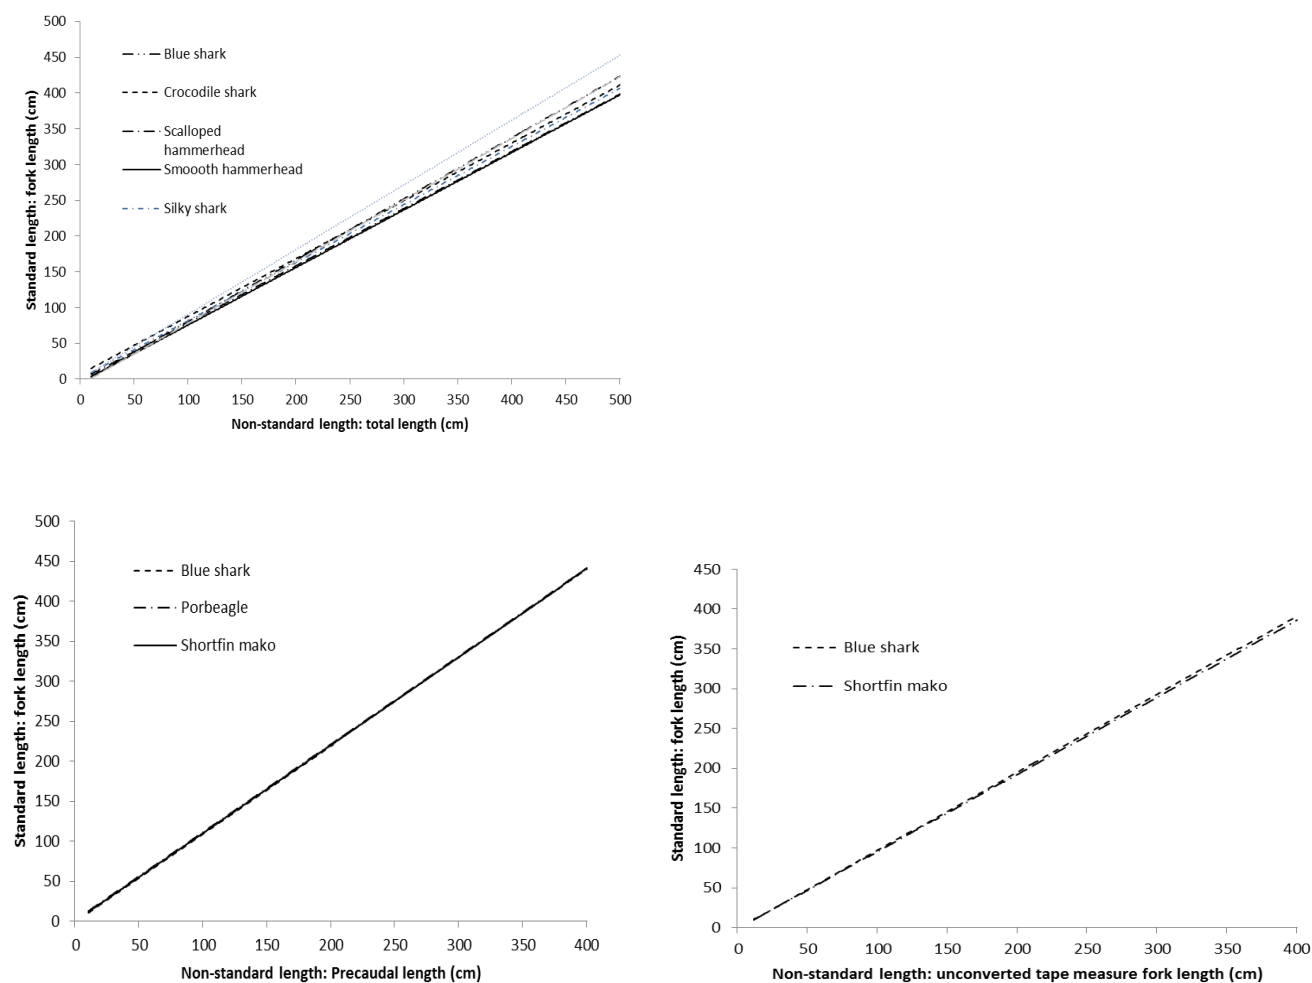 500
450
400
350
300
250
200
150
100
50
0
Standard length: fork length (cm)
Blue shark
Crocodile shark
Scalloped
hammerhead
Smoooth hammerhead
Silky shark
0 50 100 150 200 250 300 350 400 450 500
Non-standard length: total length (cm)
500
450
400
350
300
250
200
150
100
50
0
Standard length: fork length (cm)
Blue shark
Porbeagle
Shortfin mako
0 50 100 150 200 250 300 350 400
Non-standard length: Precaudal length (cm)
450
400
350
300
250
200
150
100
50
0
Standard length: fork length (cm)
Blue shark
Shortfin mako
0 50 100 150 200 250 300 350 400
Non-standard length: unconverted tape measure fork length (cm)